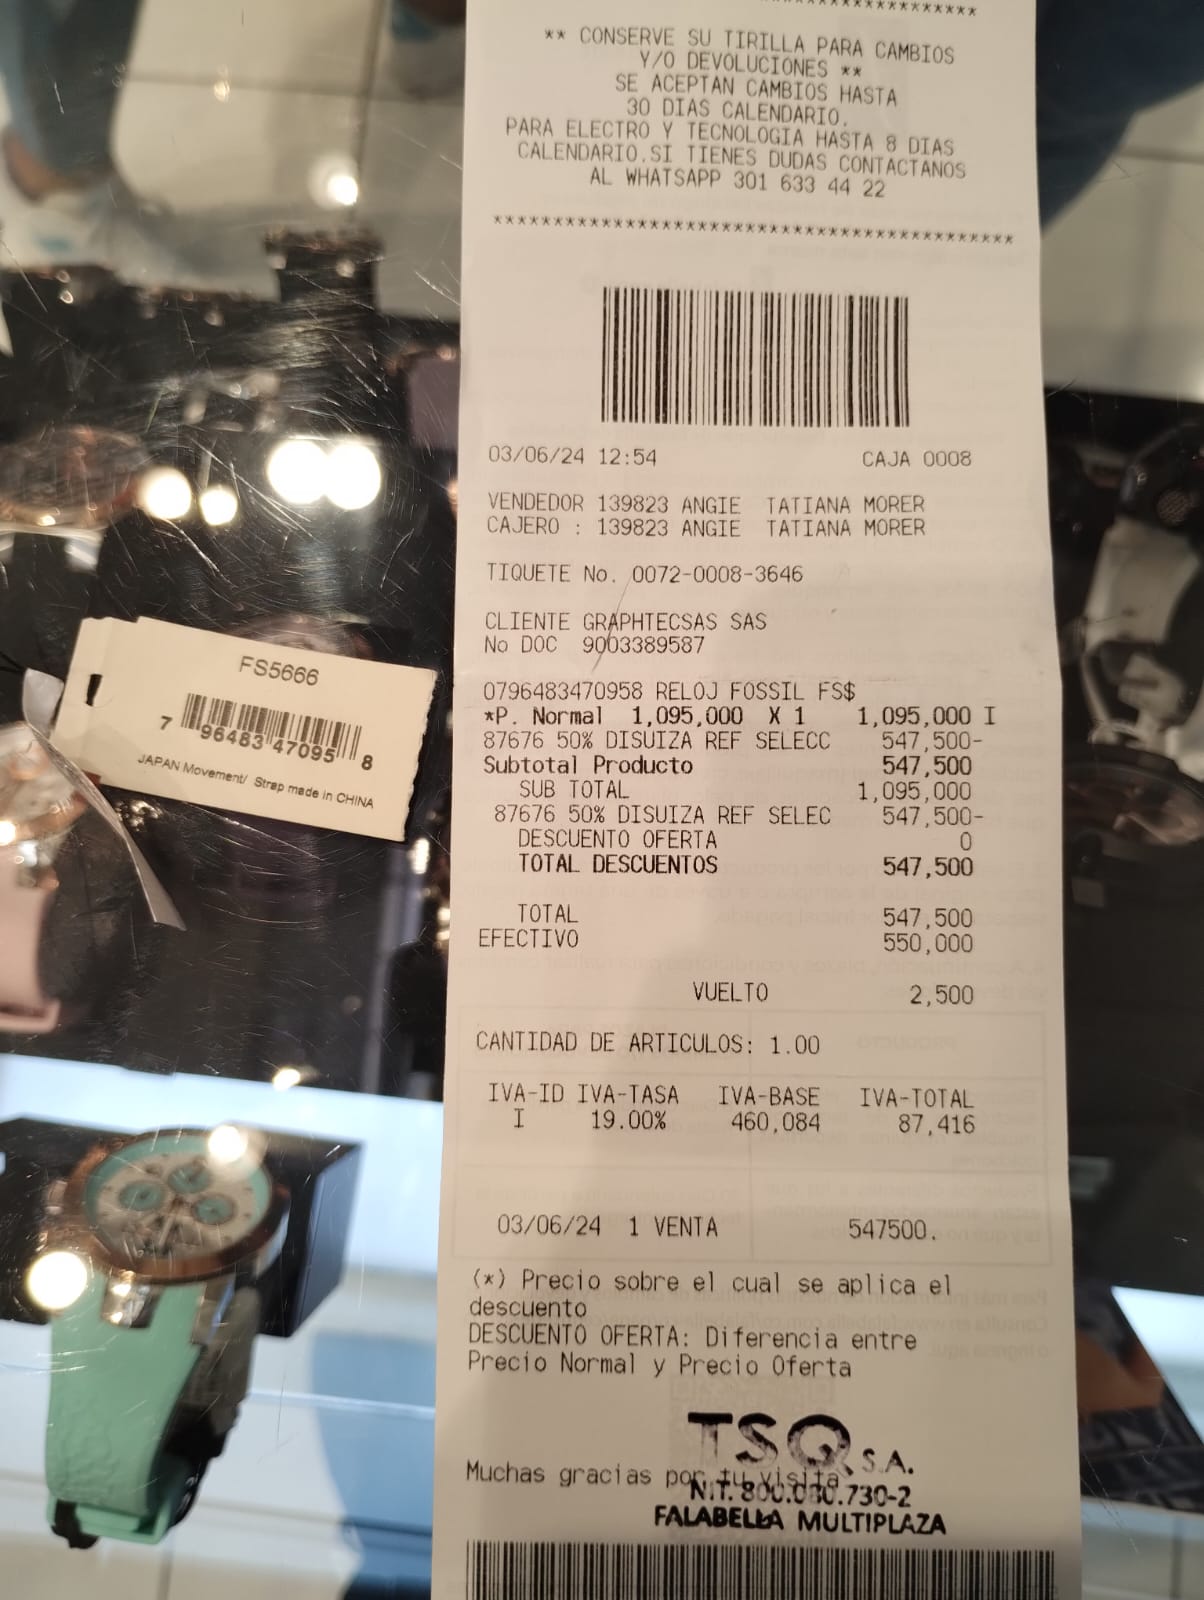 ** CONSERVE SU TIRILLA PARA CAMBIOS
Y/O DEVOLUCIONES **
SE ACEPTAN CAMBIOS HASTA
30 DIAS CALENDARIO.
PARA ELECTRO Y TECNOLOGIA HASTA 8 DIAS
CALENDARIO.SI TIENES DUDAS CONTACTANOS
AL WHATSAPP 301 633 44 22
03/06/24 12:54 CAJA 0008
VENDEDOR 139823 ANGIE TATIANA MORER
CAJERO : 139823 ANGIE TATIANA MORER
TIQUETE No. 0072-0008-3646
CLIENTE GRAPHTECSAS SAS
No DOC 9003389587
0796483470958 RELOJ FOSSIL FS$
*P. Normal 1,095,000 X 1 1,095,000 I
87676 50% DISUIZA REF SELECC 547,500-
Subtotal Producto 547,500
SUB TOTAL 1,095,000
87676 50% DISUIZA REF SELEC 547,500-
DESCUENTO OFERTA 0
TOTAL DESCUENTOS 547,500
TOTAL 547,500
EFECTIVO 550,000
VUELTO 2,500
CANTIDAD DE ARTICULOS: 1.00
IVA-ID IVA-TASA IVA-BASE IVA-TOTAL
I 19.00% 460,084 87,416
03/06/24 1 VENTA 547500.
(*) Precio sobre el cual se aplica el
descuento
DESCUENTO OFERTA: Diferencia entre
Precio Normal y Precio Oferta
TSQ S.A.
Muchas gracias por tu visita
NIT. 800.080.730-2
FALABELLA MULTIPLAZA
FS5666
7 96483 47095 8
JAPAN Movement/ Strap made in CHINA